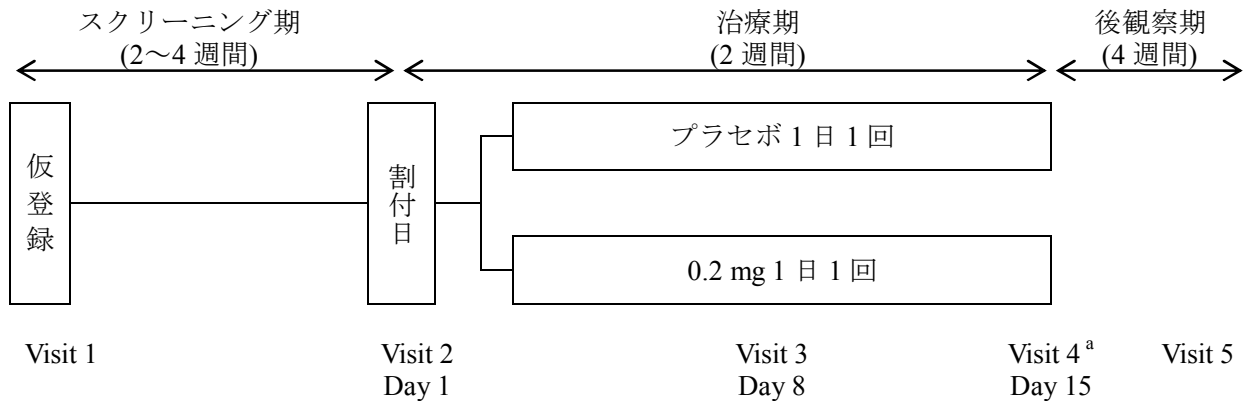 スクリーニング期
(2～4 週間)
治療期
(2 週間)
後観察期
(4 週間)
仮登録
割付日
プラセボ 1 日 1 回
0.2 mg 1 日 1 回
Visit 1
Visit 2
Day 1
Visit 3
Day 8
Visit 4 a
Day 15
Visit 5